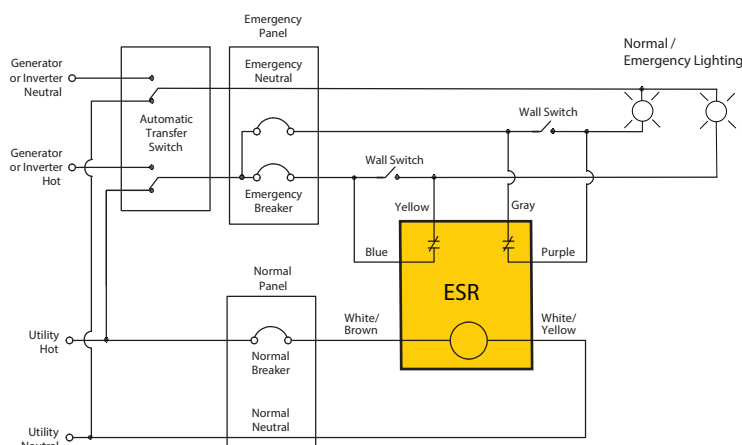 Emergency
Panel
Generator
or Inverter
Neutral
Emergency
Neutral
Normal /
Emergency Lighting
Automatic
Transfer
Switch
Wall Switch
Generator
or Inverter
Hot
Wall Switch
Emergency
Breaker
Yellow
Gray
Blue
Purple
Normal
Panel
ESR
White/
Brown
White/
Yellow
Utility
Hot
Normal
Breaker
Normal
Neutral
Utility
Neutral